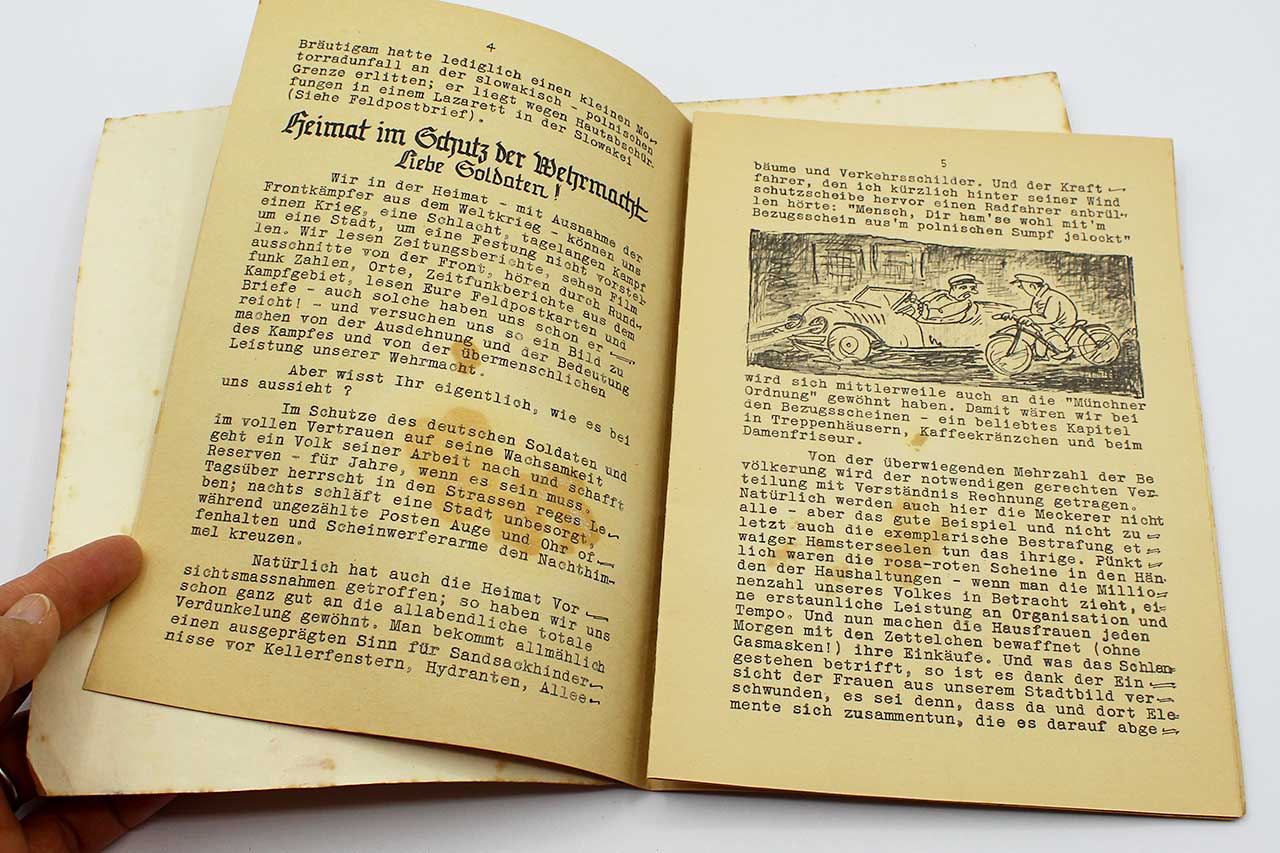 4
Bräutigam hatte lediglich einen kleinen Mo-
torradunfall an der slowakisch - polnischen
Grenze erlitten; er liegt wegen Hautabschür-
fungen in einem Lazarett in der Slowakei
(Siehe Feldpostbrief).
Heimat im Schutz der Wehrmacht
Liebe Soldaten!
Wir in der Heimat - mit Ausnahme der
Frontkämpfer aus dem Weltkrieg - können uns
einen Krieg, eine Schlacht, tagelangen Kampf
um eine Stadt, um eine Festung nicht vorstel
len. Wir lesen Zeitungsberichte, sehen Film
ausschnitte von der Front, hören durch Rund-
funk Zahlen, Orte, Zeitfunkberichte aus dem
Kampfgebiet, lesen Eure Feldpostkarten und
Briefe - auch solche haben uns schon er -
reicht! - und versuchen uns so ein Bild zu
machen von der Ausdehnung und der Bedeutung
des Kampfes und von der übermenschlichen
Leistung unserer Wehrmacht.
Aber wisst Ihr eigentlich, wie es bei
uns aussieht ?
Im Schutze des deutschen Soldaten und
im vollen Vertrauen auf seine Wachsamkeit
geht ein Volk seiner Arbeit nach und schafft
Reserven - für Jahre, wenn es sein muss.
Tagsüber herrscht in den Strassen reges Le-
ben; nachts schläft eine Stadt unbesorgt,
während ungezählte Posten Auge und Ohr of-
fenhalten und Scheinwerferarme den Nachthim-
mel kreuzen.
Natürlich hat auch die Heimat Vor -
sichtsmassnahmen getroffen; so haben wir uns
schon ganz gut an die allabendliche totale
Verdunkelung gewöhnt. Man bekommt allmählich
einen ausgeprägten Sinn für Sandsackhinder-
nisse vor Kellerfenstern, Hydranten, Allee-
5
bäume und Verkehrsschilder. Und der Kraft -
fahrer, den ich kürzlich hinter seiner Wind
schutzscheibe hervor einen Radfahrer anbrül-
len hörte: "Mensch, Dir ham'se wohl mit'm
Bezugsschein aus'm polnischen Sumpf jelockt"
wird sich mittlerweile auch an die "Münchner
Ordnung" gewöhnt haben. Damit wären wir bei
den Bezugsscheinen - ein beliebtes Kapitel
in Treppenhäusern, Kaffeekränzchen und beim
Damenfriseur.
Von der überwiegenden Mehrzahl der Be
völkerung wird der notwendigen gerechten Ver-
teilung mit Verständnis Rechnung getragen.
Natürlich werden auch hier die Meckerer nicht
alle - aber das gute Beispiel und nicht zu -
letzt auch die exemplarische Bestrafung et -
waiger Hamsterseelen tun das ihrige. Pünkt -
lich waren die rosa-roten Scheine in den Hän-
den der Haushaltungen - wenn man die Millio-
nenzahl unseres Volkes in Betracht zieht, ei-
ne erstaunliche Leistung an Organisation und
Tempo. Und nun machen die Hausfrauen jeden
Morgen mit den Zettelchen bewaffnet (ohne
Gasmasken!) ihre Einkäufe. Und was das Schlan-
gestehen betrifft, so ist es dank der Ein -
sicht der Frauen aus unserem Stadtbild ver-
schwunden, es sei denn, dass da und dort Ele-
mente sich zusammentun, die es darauf abge -